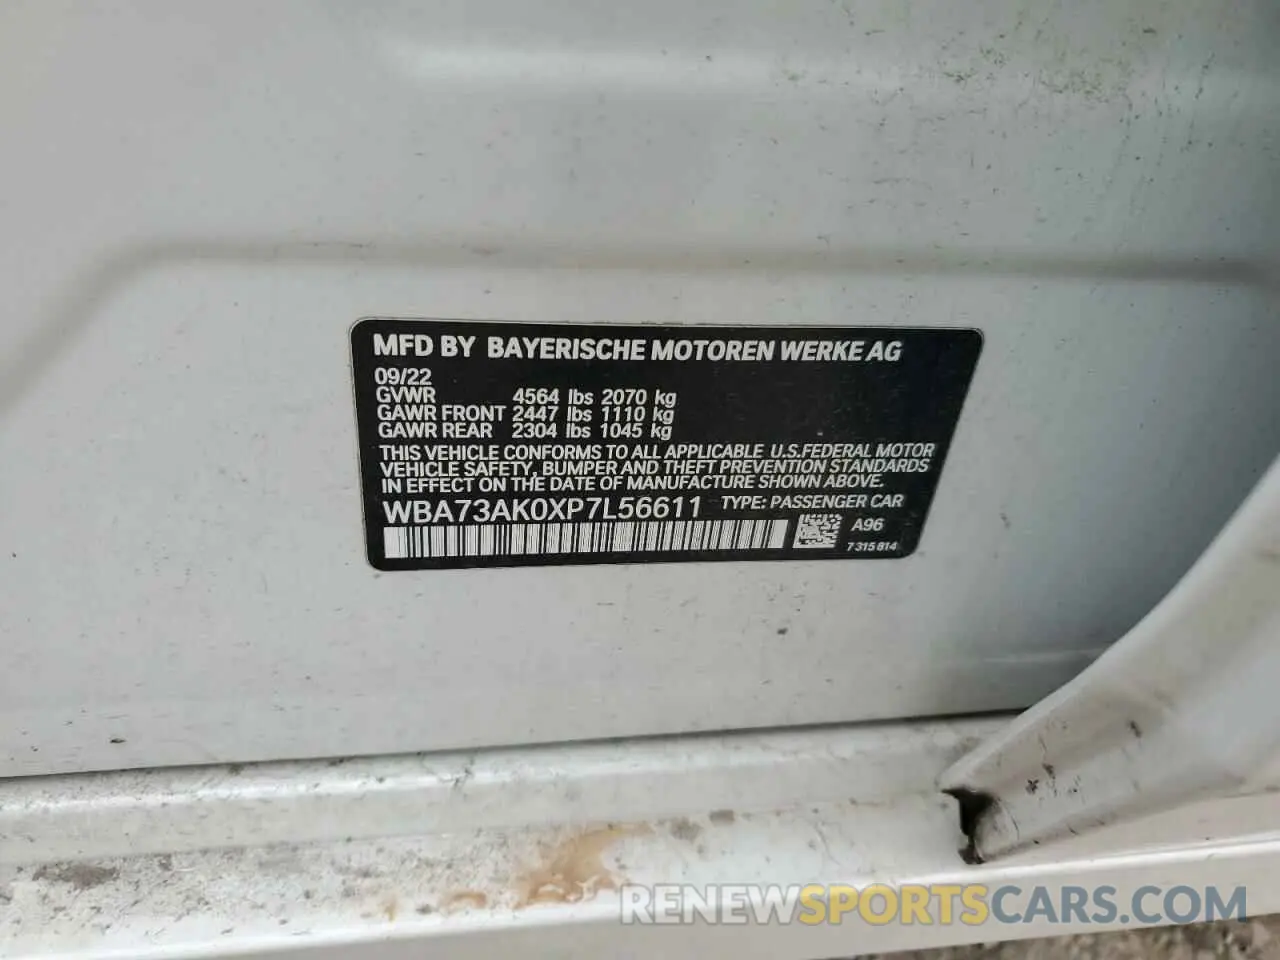 MFD BY BAYERISCHE MOTOREN WERKE AG
09/22
GVWR 4564 lbs 2070 kg
GAWR FRONT 2447 lbs 1110 kg
GAWR REAR 2304 lbs 1045 kg
THIS VEHICLE CONFORMS TO ALL APPLICABLE U.S.FEDERAL MOTOR
VEHICLE SAFETY, BUMPER AND THEFT PREVENTION STANDARDS
IN EFFECT ON THE DATE OF MANUFACTURE SHOWN ABOVE.
WBA73AK0XP7L56611 TYPE: PASSENGER CAR
A96
7 315 814
RENEWSPORTSCARS.COM